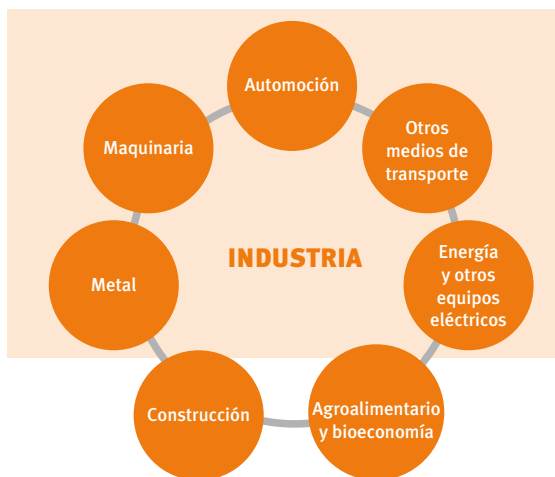 Automoción
Otros
medios de
transporte
Maquinaria
INDUSTRIA
Energía
y otros
equipos
eléctricos
Metal
Agroalimentario
y bioeconomía
Construcción